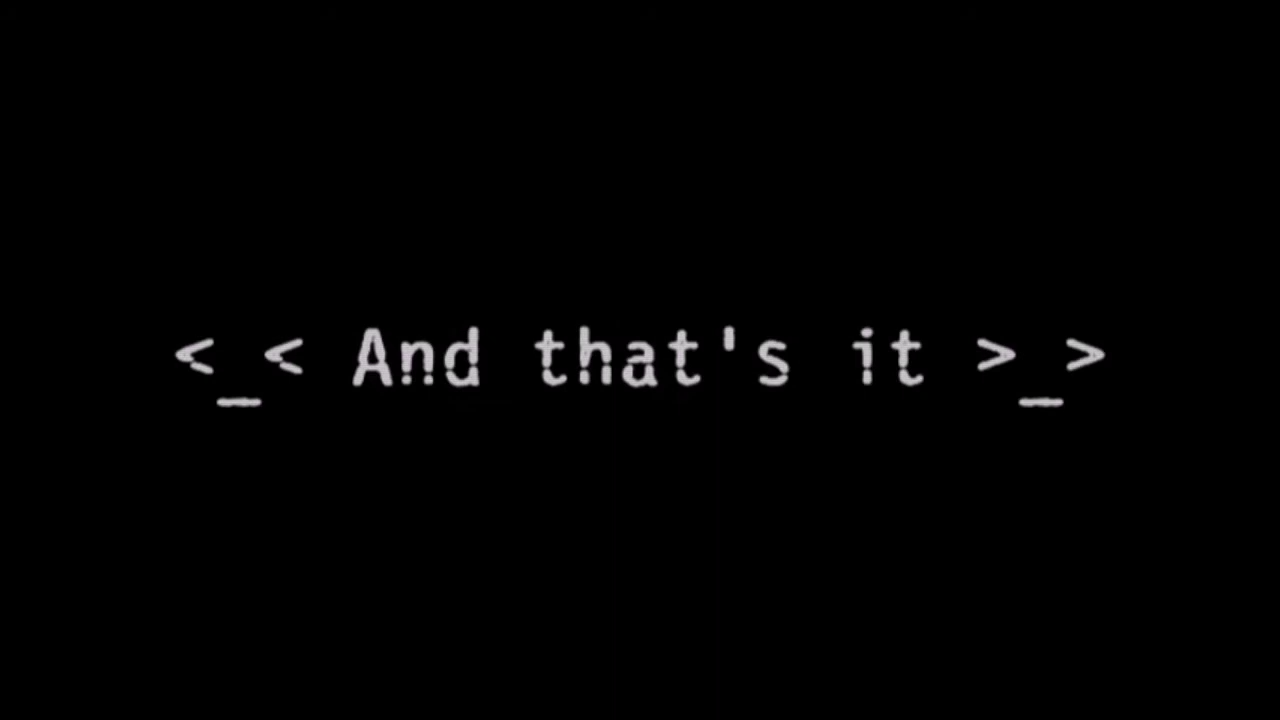 <_< And that's it >_>